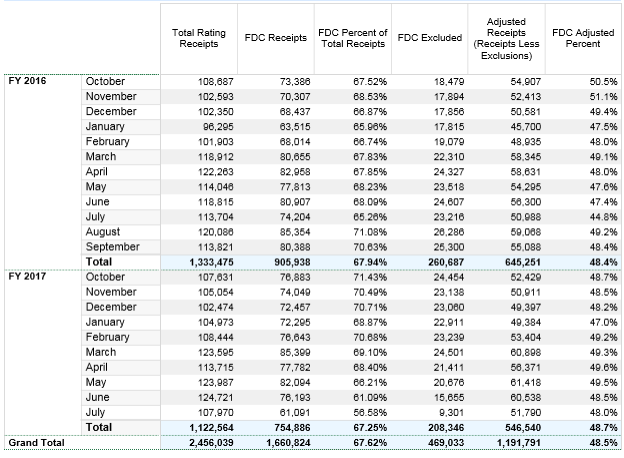 Total Rating Receipts FDC Receipts FDC Percent of Total Receipts FDC Excluded Adjusted Receipts (Receipts Less Exclusions) FDC Adjusted Percent
FY 2016 October 108,687 73,386 67.52% 18,479 54,907 50.5%
November 102,593 70,307 68.53% 17,894 52,413 51.1%
December 102,350 68,437 66.87% 17,856 50,581 49.4%
January 96,295 63,515 65.96% 17,815 45,700 47.5%
February 101,903 68,014 66.74% 19,079 48,935 48.0%
March 118,912 80,655 67.83% 22,310 58,345 49.1%
April 122,263 82,958 67.85% 24,327 58,631 48.0%
May 114,046 77,813 68.23% 23,518 54,295 47.6%
June 118,815 80,907 68.09% 24,607 56,300 47.4%
July 113,704 74,204 65.26% 23,216 50,988 44.8%
August 120,086 85,354 71.08% 26,286 59,068 49.2%
September 113,821 80,388 70.63% 25,300 55,088 48.4%
Total 1,333,475 905,938 67.94% 260,687 645,251 48.4%
FY 2017 October 107,631 76,883 71.43% 24,454 52,429 48.7%
November 105,054 74,049 70.49% 23,138 50,911 48.5%
December 102,474 72,457 70.71% 23,060 49,397 48.2%
January 104,973 72,295 68.87% 22,911 49,384 47.0%
February 108,444 76,643 70.68% 23,239 53,404 49.2%
March 123,595 85,399 69.10% 24,501 60,898 49.3%
April 113,715 77,782 68.40% 21,411 56,371 49.6%
May 123,987 82,094 66.21% 20,676 61,418 49.5%
June 124,721 76,193 61.09% 15,655 60,538 48.5%
July 107,970 61,091 56.58% 9,301 51,790 48.0%
Total 1,122,564 754,886 67.25% 208,346 546,540 48.7%
Grand Total 2,456,039 1,660,824 67.62% 469,033 1,191,791 48.5%